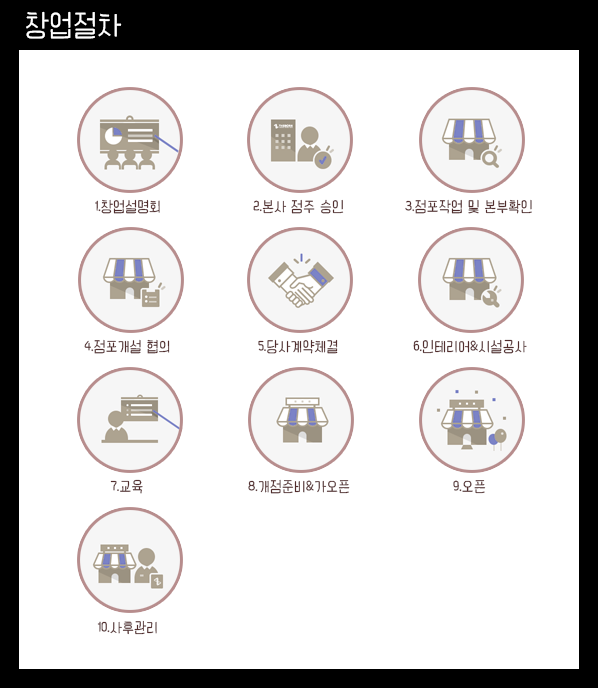 창업절차
1.창업설명회
2.본사 점주 승인
3.점포작업 및 본부확인
4.점포개설 협의
5.당사계약체결
6.인테리어&시설공사
7.교육
8.개점준비&가오픈
9.오픈
10.사후관리